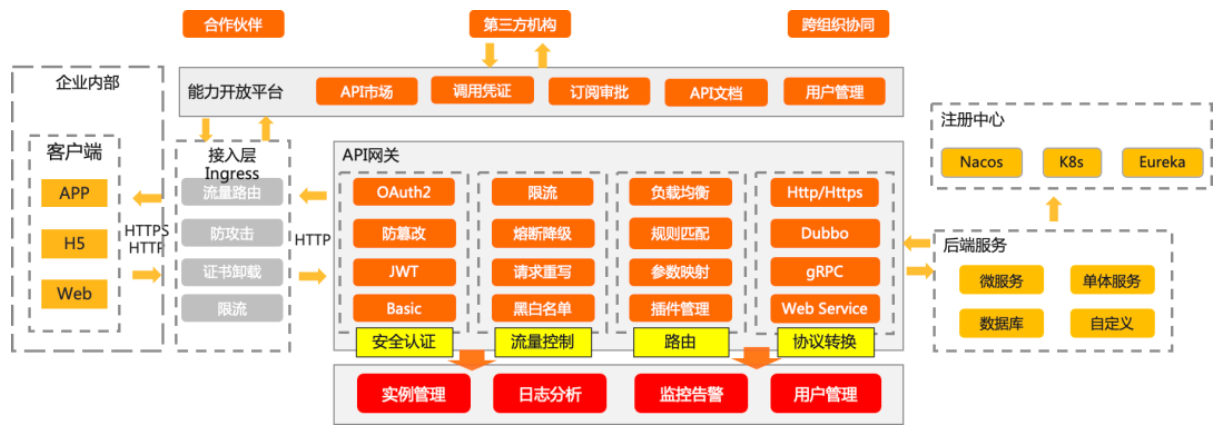 合作伙伴
第三方机构
跨组织协同
企业内部
能力开放平台
API市场
调用凭证
订阅审批
API文档
用户管理
客户端
APP
H5
Web
HTTPS
HTTP
接入层
Ingress
流量路由
防攻击
证书卸载
限流
HTTP
API网关
OAuth2
防篡改
JWT
Basic
安全认证
限流
熔断降级
请求重写
黑白名单
流量控制
负载均衡
规则匹配
参数映射
插件管理
路由
Http/Https
Dubbo
gRPC
Web Service
协议转换
注册中心
Nacos
K8s
Eureka
后端服务
微服务
单体服务
数据库
自定义
实例管理
日志分析
监控告警
用户管理